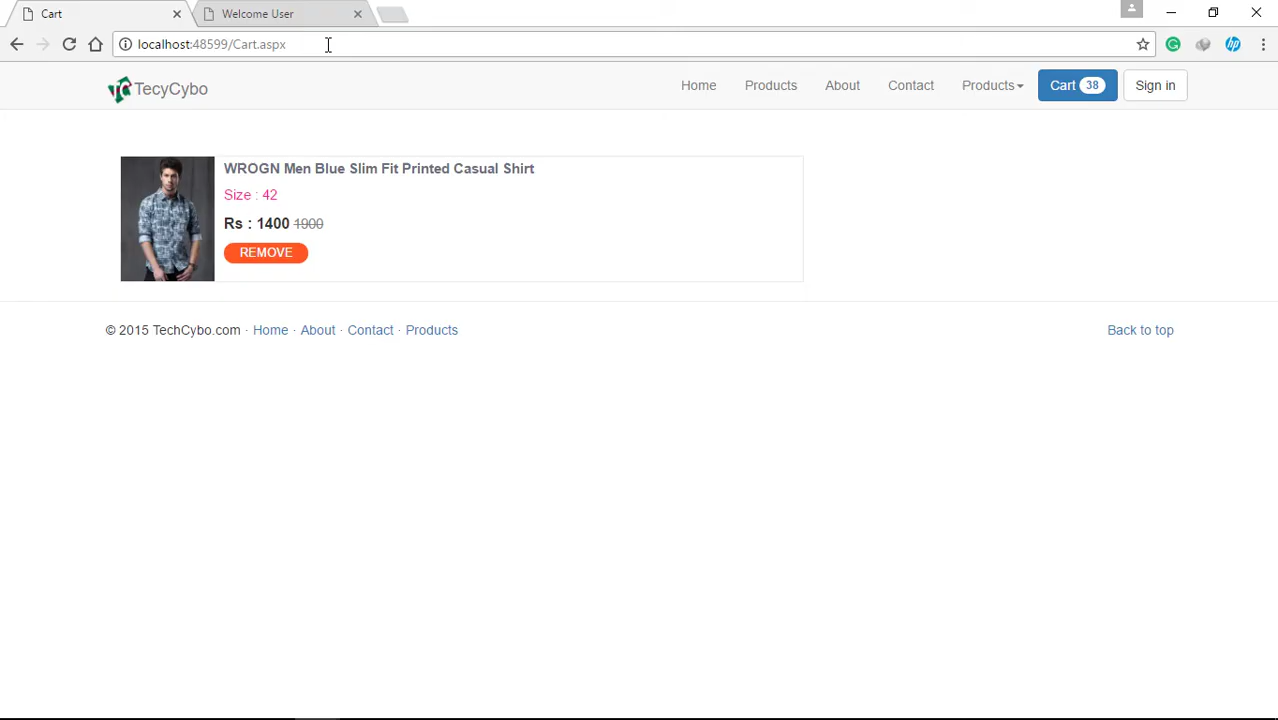 Cart
Welcome User
localhost:48599/Cart.aspx
TecyCybo
Home
Products
About
Contact
Products
Cart 38
Sign in
WROGN Men Blue Slim Fit Printed Casual Shirt
Size : 42
Rs : 1400 1900
REMOVE
© 2015 TechCybo.com · Home · About · Contact · Products
Back to top